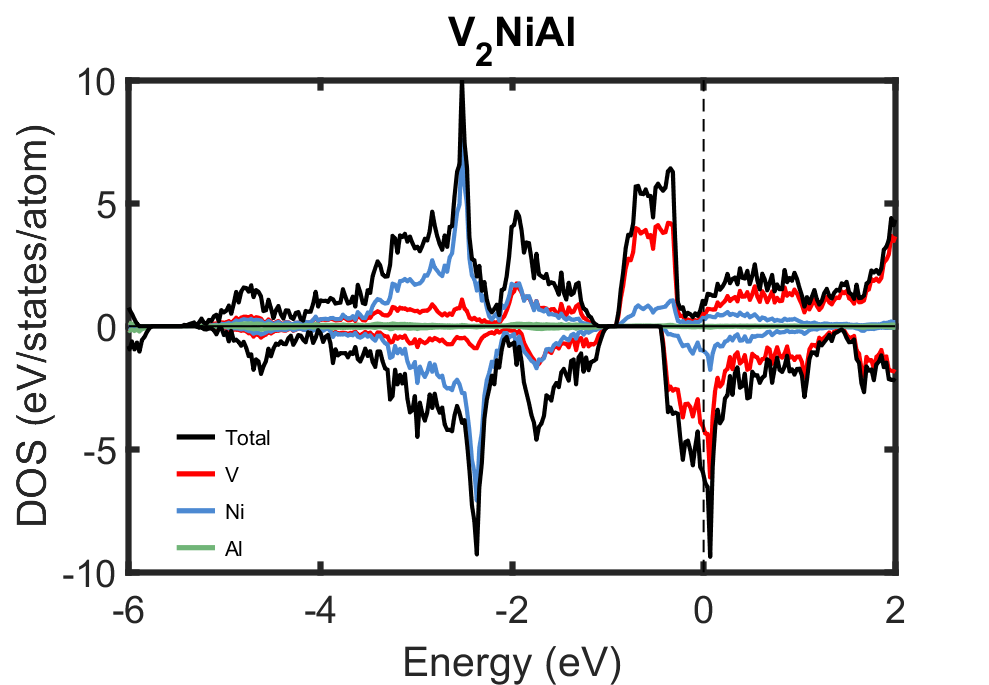 V2NiAl
10
5
0
-5
-10
DOS (eV/states/atom)
Total
V
Ni
Al
-6
-4
-2
0
2
Energy (eV)